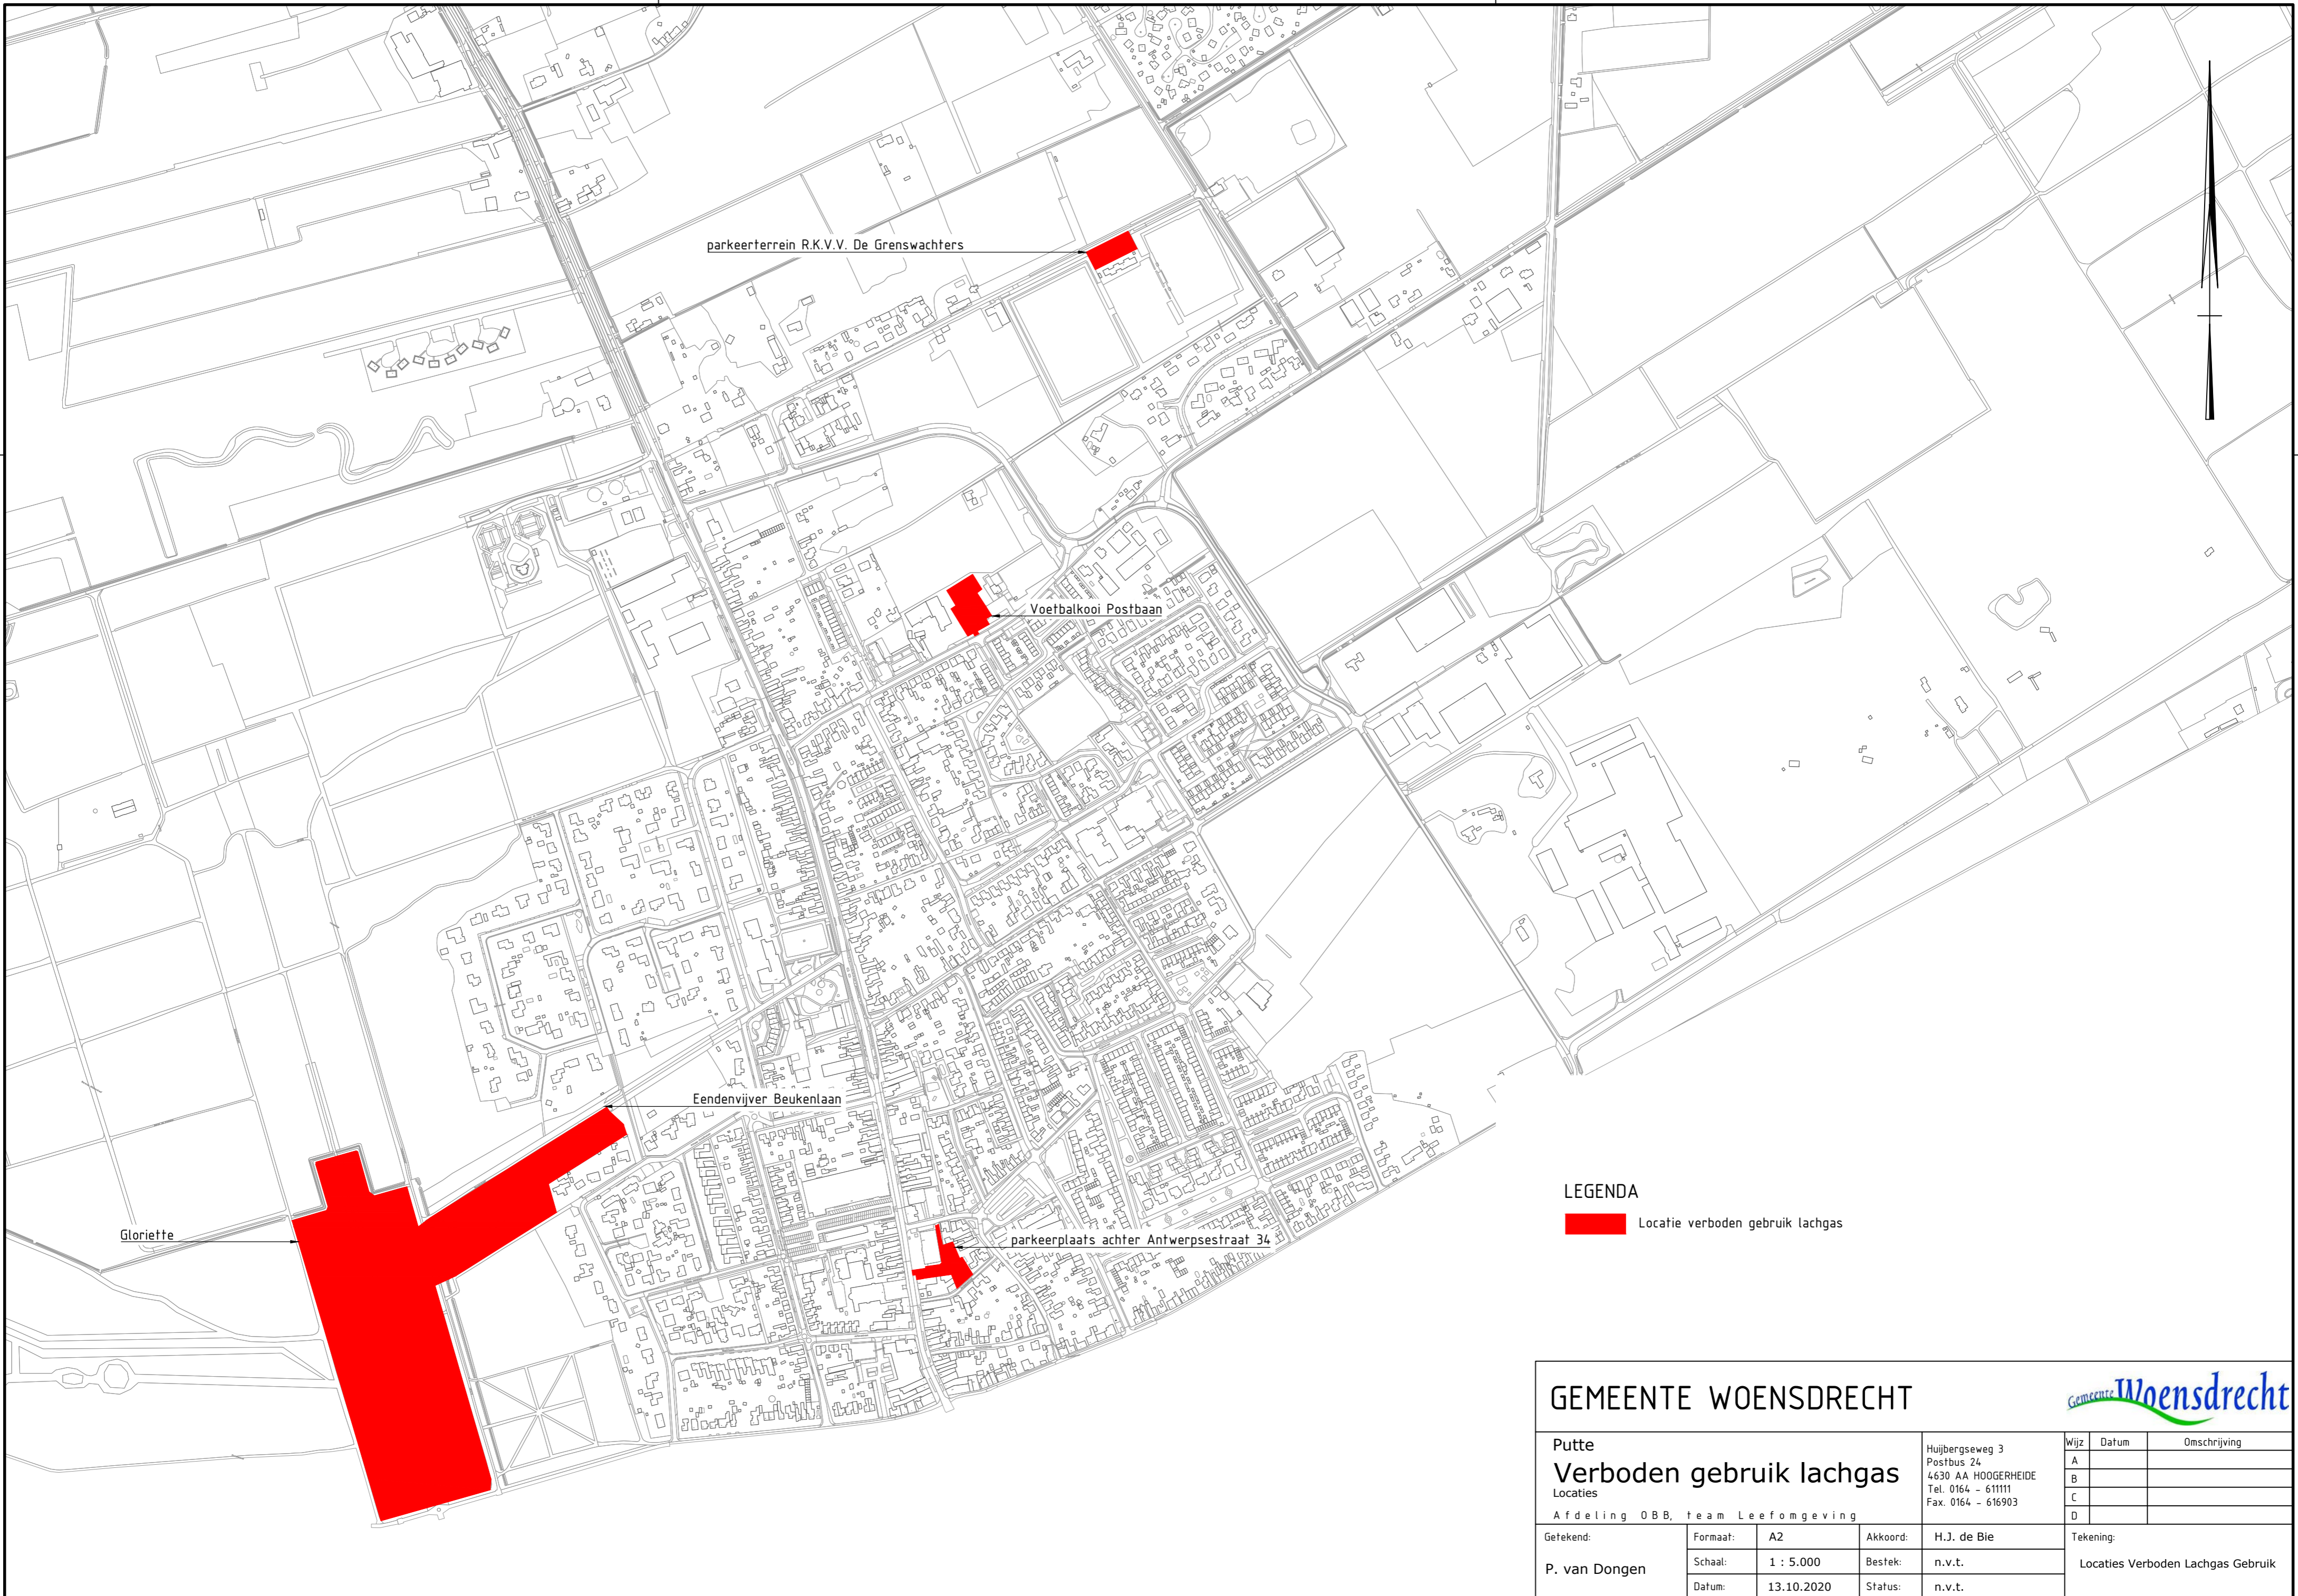 parkeerterrein R.K.V.V. De Grenswachters
Voetbalkooi Postbaan
Eendenvijver Beukenlaan
Gloriette
parkeerplaats achter Antwerpsestraat 34
LEGENDA
Locatie verboden gebruik lachgas
GEMEENTE WOENSDRECHT
Gemeente Woensdrecht
Putte
Verboden gebruik lachgas
Locaties
Afdeling OBB, team Leefomgeving
Huijbergseweg 3
Postbus 24
4630 AA HOOGERHEIDE
Tel. 0164 - 611111
Fax. 0164 - 616903
Wijz Datum Omschrijving
A
B
C
D
Getekend:
P. van Dongen
Formaat: A2 Akkoord: H.J. de Bie
Schaal: 1 : 5.000 Bestek: n.v.t.
Datum: 13.10.2020 Status: n.v.t.
Tekening:
Locaties Verboden Lachgas Gebruik